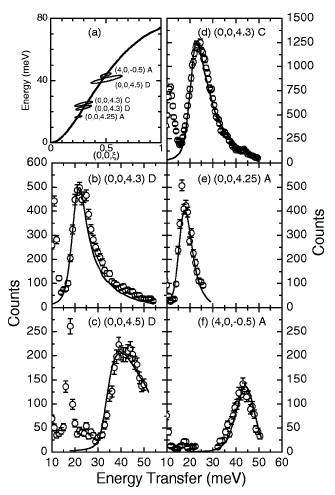 (a)
80
40
0
Energy (meV)
(4,0,-0.5) A
(0,0,4.5) D
(0,0,4.3) C
(0,0,4.3) D
(0,0,4.25) A
0 0.5 1
(0,0,ξ)
(d) (0,0,4.3) C
1500
1250
1000
750
500
250
0
(b) (0,0,4.3) D
600
500
400
300
200
100
0
(e) (0,0,4.25) A
500
400
300
200
100
0
Counts
Counts
(c) (0,0,4.5) D
250
200
150
100
50
0
(f) (4,0,-0.5) A
250
200
150
100
50
0
10 20 30 40 50 10 20 30 40 50 60
Energy Transfer (meV)